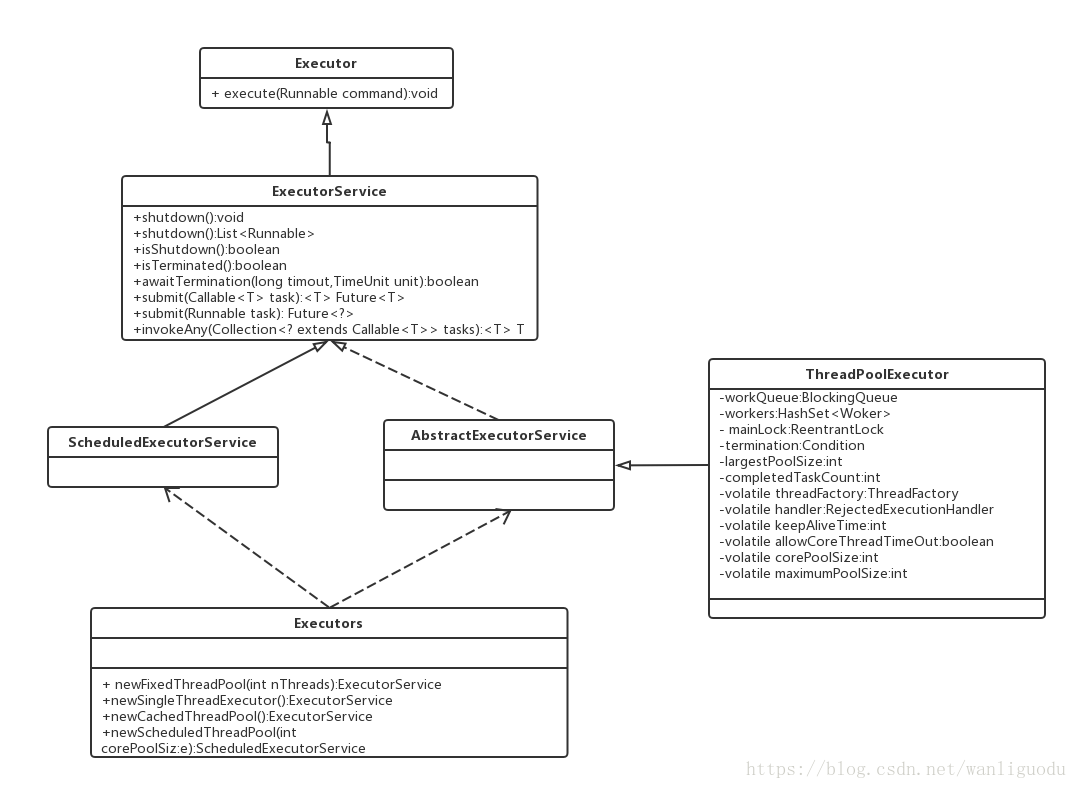 Executor
+ execute(Runnable command):void
ExecutorService
+shutdown():void
+shutdown():List<Runnable>
+isShutdown():boolean
+isTerminated():boolean
+awaitTermination(long timout,TimeUnit unit):boolean
+submit(Callable<T> task):<T> Future<T>
+submit(Runnable task): Future<?>
+invokeAny(Collection<? extends Callable<T>> tasks):<T> T
ScheduledExecutorService
AbstractExecutorService
ThreadPoolExecutor
-workQueue:BlockingQueue
-workers:HashSet<Woker>
- mainLock:ReentrantLock
-termination:Condition
-largestPoolSize:int
-completedTaskCount:int
-volatile threadFactory:ThreadFactory
-volatile handler:RejectedExecutionHandler
-volatile keepAliveTime:int
-volatile allowCoreThreadTimeOut:boolean
-volatile corePoolSize:int
-volatile maximumPoolSize:int
Executors
+ newFixedThreadPool(int nThreads):ExecutorService
+newSingleThreadExecutor():ExecutorService
+newCachedThreadPool():ExecutorService
+newScheduledThreadPool(int
corePoolSiz:e):ScheduledExecutorService
https://blog.csdn.net/wanliguodu